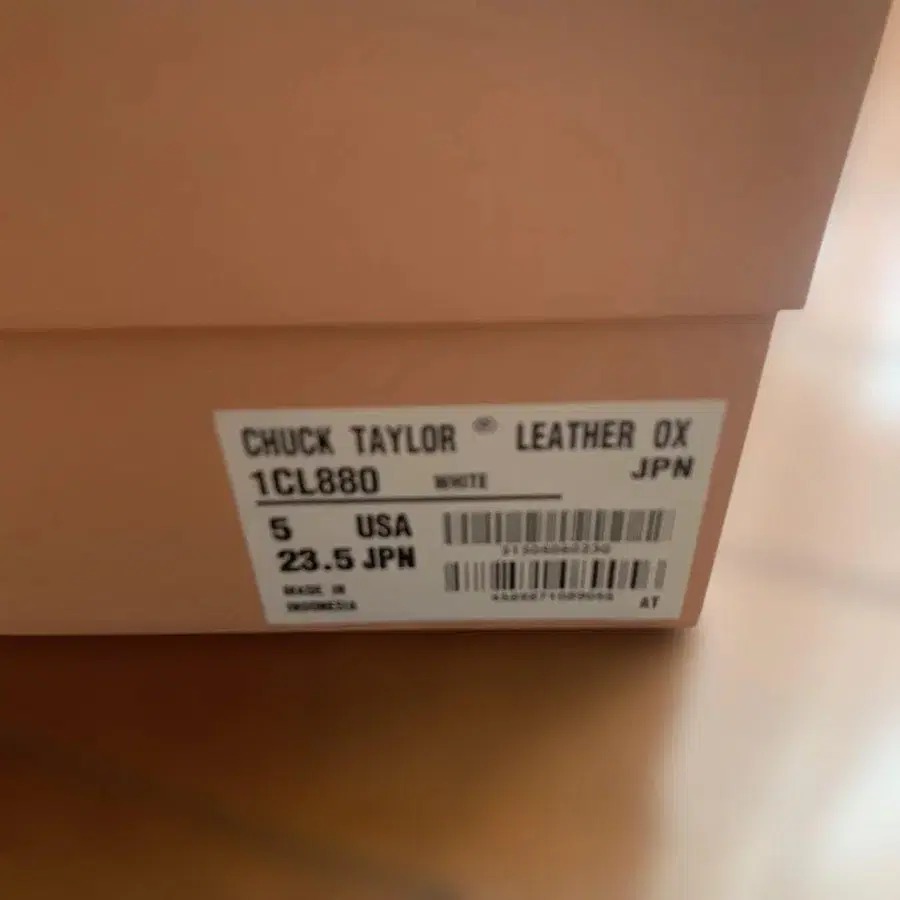 CHUCK TAYLOR ® LEATHER OX
1CL880 WHITE JPN
5 USA
23.5 JPN
MADE IN
INDONESIA
AT